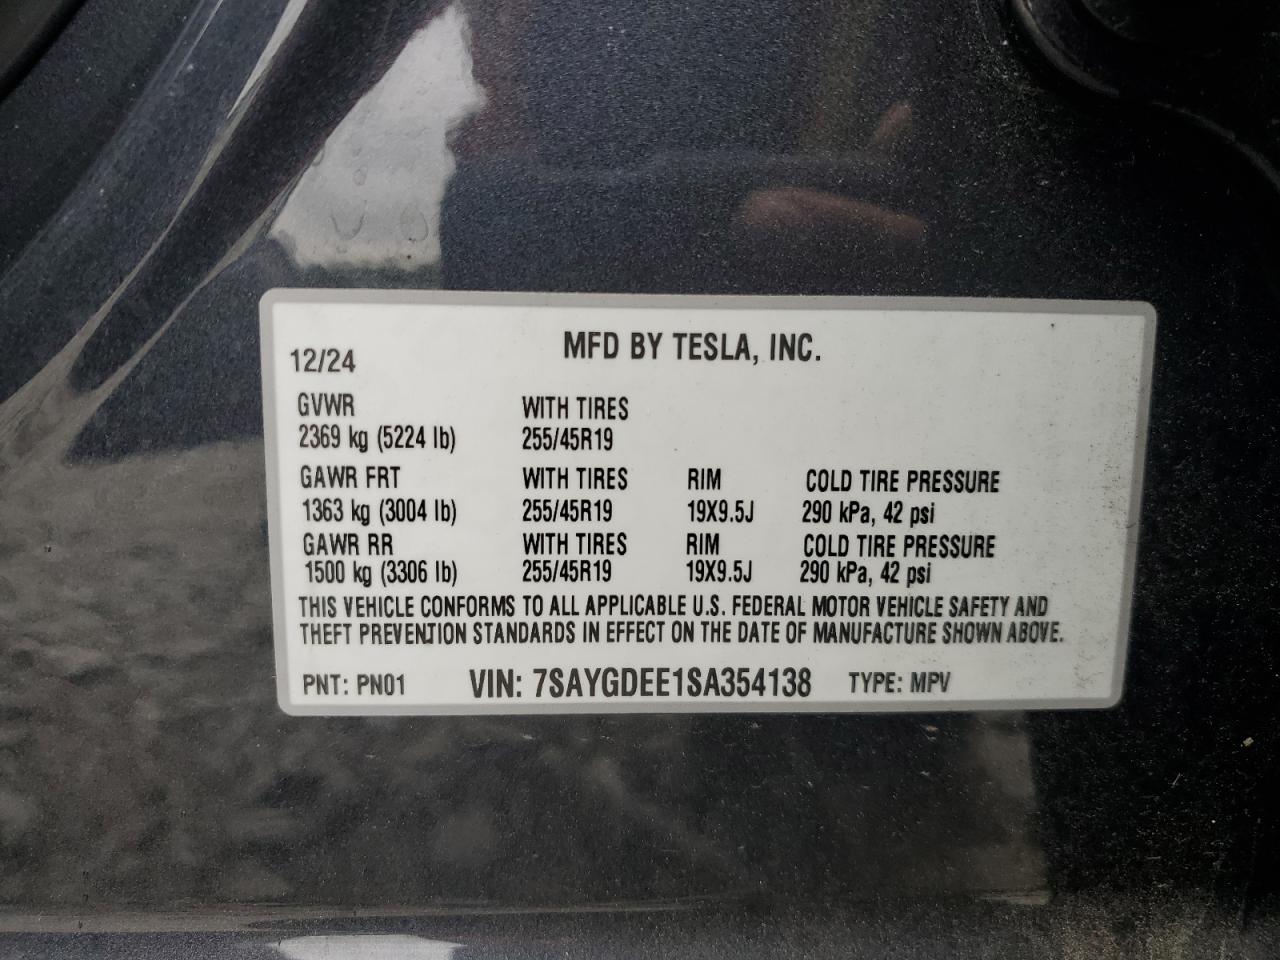 MFD BY TESLA, INC.
12/24
GVWR WITH TIRES
2369 kg (5224 lb) 255/45R19
GAWR FRT WITH TIRES RIM COLD TIRE PRESSURE
1363 kg (3004 lb) 255/45R19 19X9.5J 290 kPa, 42 psi
GAWR RR WITH TIRES RIM COLD TIRE PRESSURE
1500 kg (3306 lb) 255/45R19 19X9.5J 290 kPa, 42 psi
THIS VEHICLE CONFORMS TO ALL APPLICABLE U.S. FEDERAL MOTOR VEHICLE SAFETY AND
THEFT PREVENTION STANDARDS IN EFFECT ON THE DATE OF MANUFACTURE SHOWN ABOVE.
PNT: PN01 VIN: 7SAYGDEE1SA354138 TYPE: MPV